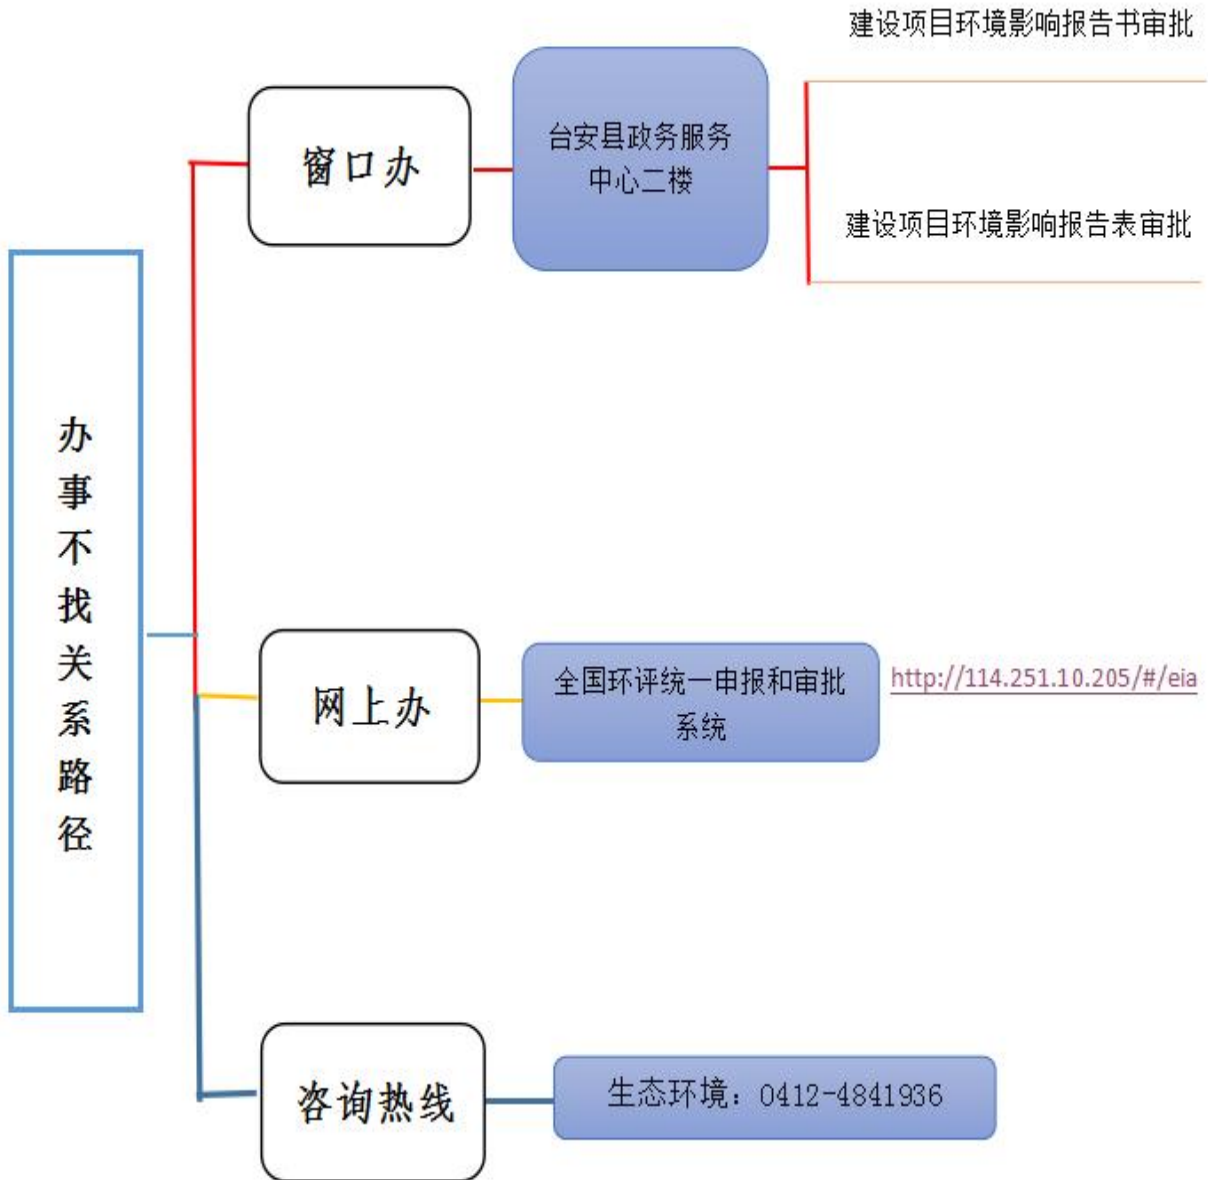 办事不找关系路径
窗口办
台安县政务服务
中心二楼
建设项目环境影响报告书审批
建设项目环境影响报告表审批
网上办
全国环评统一申报和审批
系统
http://114.251.10.205/#/eia
咨询热线
生态环境：0412-4841936